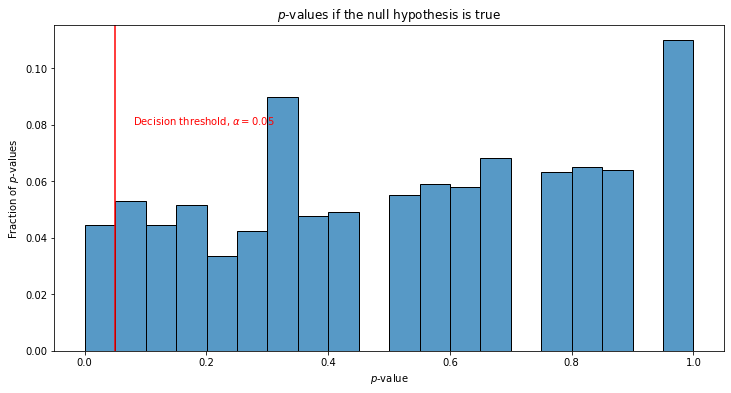 p-values if the null hypothesis is true
Fraction of p-values
0.10
0.08
0.06
0.04
0.02
0.00
Decision threshold, α = 0.05
0.0 0.2 0.4 0.6 0.8 1.0
p-value